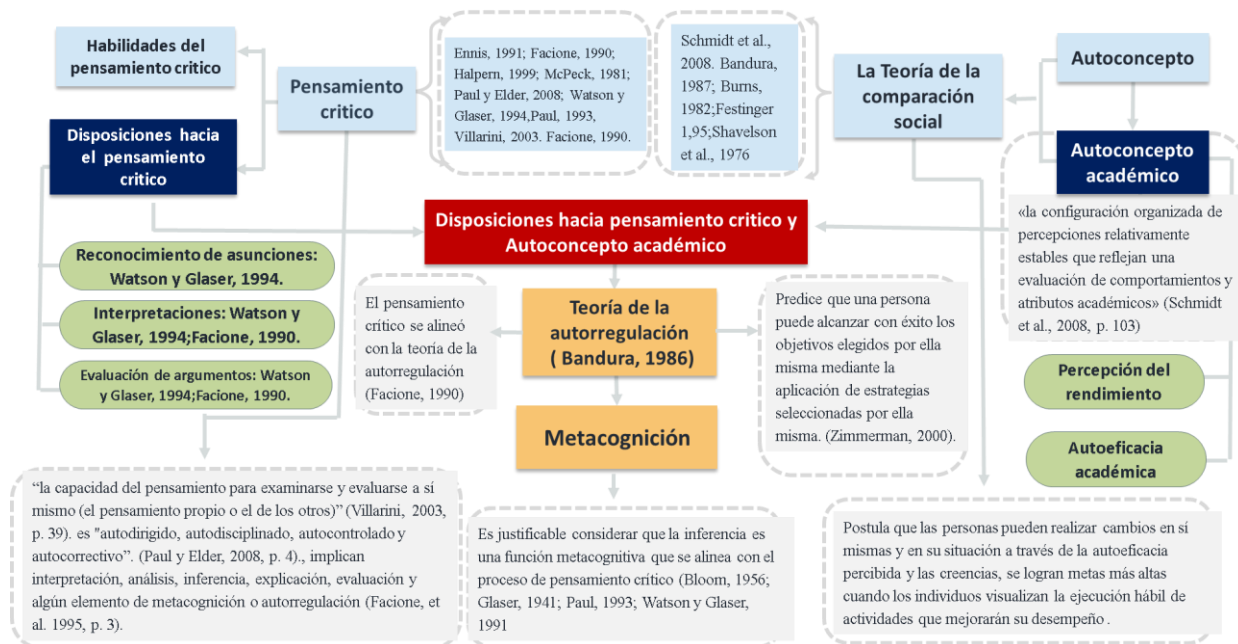 Habilidades del
pensamiento critico
Pensamiento
critico
Disposiciones hacia
el pensamiento
critico
Ennis, 1991; Facione, 1990;
Halpern, 1999; McPeck, 1981;
Paul y Elder, 2008; Watson y
Glaser, 1994,Paul, 1993,
Villarini, 2003. Facione, 1990.
Schmidt et al.,
2008. Bandura,
1987; Burns,
1982;Festinger
1,95;Shavelson
et al., 1976
La Teoría de la
comparación
social
Autoconcepto
Autoconcepto
académico
«la configuración organizada de
percepciones relativamente
estables que reflejan una
evaluación de comportamientos y
atributos académicos» (Schmidt
et al., 2008, p. 103)
Disposiciones hacia pensamiento critico y
Autoconcepto académico
Reconocimiento de asunciones:
Watson y Glaser, 1994.
Interpretaciones: Watson y
Glaser, 1994;Facione, 1990.
Evaluación de argumentos: Watson
y Glaser, 1994;Facione, 1990.
El pensamiento
crítico se alineó
con la teoría de la
autorregulación
(Facione, 1990)
Teoría de la
autorregulación
( Bandura, 1986)
Predice que una persona
puede alcanzar con éxito los
objetivos elegidos por ella
misma mediante la
aplicación de estrategias
seleccionadas por ella
misma. (Zimmerman, 2000).
Metacognición
Percepción del
rendimiento
Autoeficacia
académica
“la capacidad del pensamiento para examinarse y evaluarse a sí
mismo (el pensamiento propio o el de los otros)” (Villarini, 2003,
p. 39). es "autodirigido, autodisciplinado, autocontrolado y
autocorrectivo”. (Paul y Elder, 2008, p. 4)., implican
interpretación, análisis, inferencia, explicación, evaluación y
algún elemento de metacognición o autorregulación (Facione, et
al. 1995, p. 3).
Es justificable considerar que la inferencia es
una función metacognitiva que se alinea con el
proceso de pensamiento crítico (Bloom, 1956;
Glaser, 1941; Paul, 1993; Watson y Glaser,
1991
Postula que las personas pueden realizar cambios en sí
mismas y en su situación a través de la autoeficacia
percibida y las creencias, se logran metas más altas
cuando los individuos visualizan la ejecución hábil de
actividades que mejorarán su desempeño .